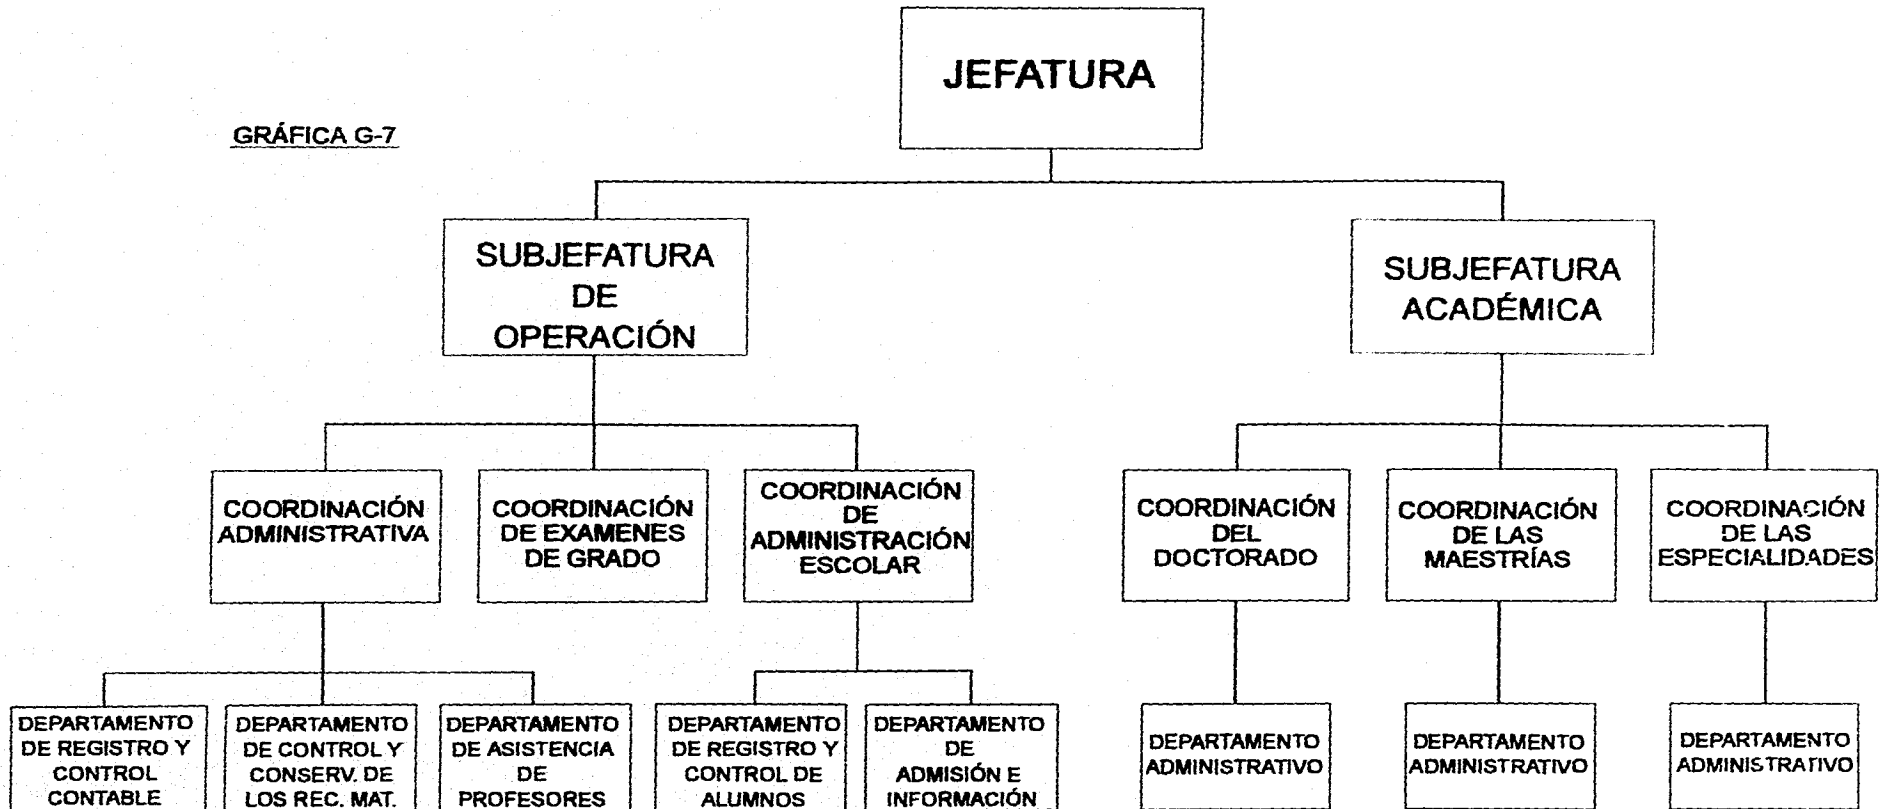 JEFATURA
GRÁFICA G-7
SUBJEFATURA
DE
OPERACIÓN
SUBJEFATURA
ACADÉMICA
COORDINACIÓN
ADMINISTRATIVA
COORDINACIÓN
DE EXAMENES
DE GRADO
COORDINACIÓN
DE
ADMINISTRACIÓN
ESCOLAR
COORDINACIÓN
DEL
DOCTORADO
COORDINACIÓN
DE LAS
MAESTRÍAS
COORDINACIÓN
DE LAS
ESPECIALIDADES
DEPARTAMENTO
DE REGISTRO Y
CONTROL
CONTABLE
DEPARTAMENTO
DE CONTROL Y
CONSERV. DE
LOS REC. MAT.
DEPARTAMENTO
DE ASISTENCIA
DE
PROFESORES
DEPARTAMENTO
DE REGISTRO Y
CONTROL DE
ALUMNOS
DEPARTAMENTO
DE
ADMISIÓN E
INFORMACIÓN
DEPARTAMENTO
ADMINISTRATIVO
DEPARTAMENTO
ADMINISTRATIVO
DEPARTAMENTO
ADMINISTRATIVO